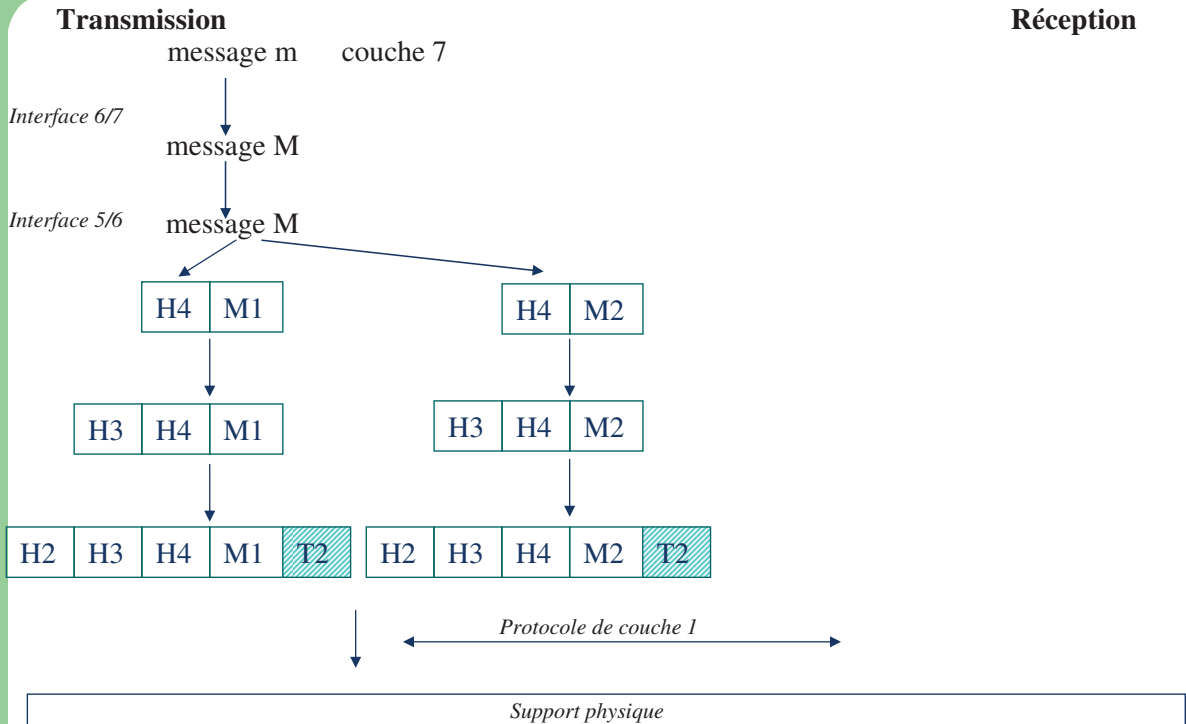 Transmission Réception
message m couche 7
Interface 6/7
message M
Interface 5/6 message M
H4 M1 H4 M2
H3 H4 M1 H3 H4 M2
H2 H3 H4 M1 T2 H2 H3 H4 M2 T2
Protocole de couche 1
Support physique